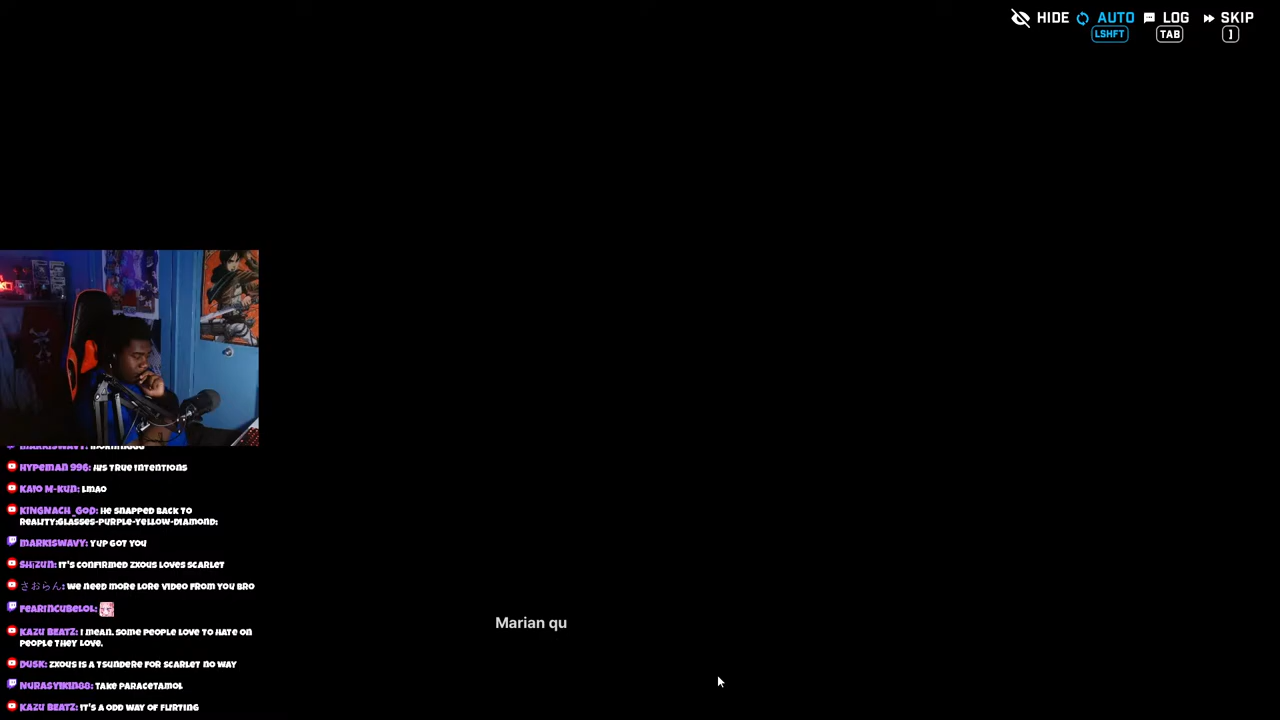 HIDE AUTO LOG SKIP
LSHFT TAB ]
HYPEMAN 996: HIS TRUE INTENTIONS
KAIO M-KUN: LMAO
KINGNACH_GOD: HE SNAPPED BACK TO
REALITY:GLASSES-PURPLE-YELLOW-DIAMOND:
MARKISWAVY: YUP GOT YOU
SHIZUN: IT'S CONFIRMED ZXOUS LOVES SCARLET
さおらん: WE NEED MORE LORE VIDEO FROM YOU BRO
FEARINCUBELOL:
KAZU BEATZ: I MEAN. SOME PEOPLE LOVE TO HATE ON
PEOPLE THEY LOVE.
DUSK: ZXOUS IS A TSUNDERE FOR SCARLET NO WAY
NURASYIKIN88: TAKE PARACETAMOL
KAZU BEATZ: IT'S A ODD WAY OF FLIRTING
Marian qu